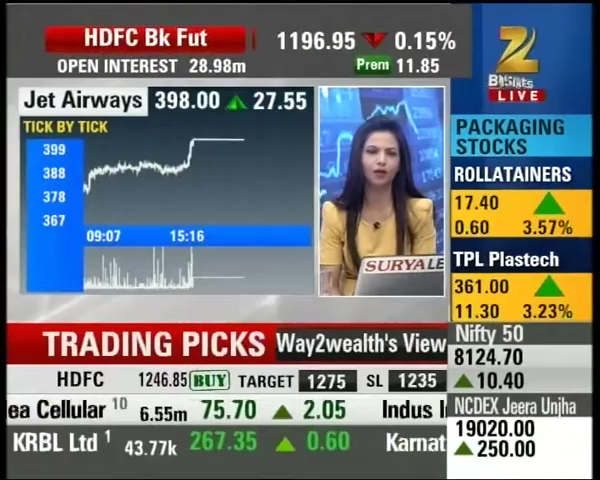 HDFC Bk Fut 1196.95 0.15%
OPEN INTEREST 28.98m Prem 11.85
Z
BUSINESS
LIVE
Jet Airways 398.00 27.55
TICK BY TICK
399
388
378
367
09:07 15:16
SURYALE
PACKAGING
STOCKS
ROLLATAINERS
17.40
0.60 3.57%
TPL Plastech
361.00
11.30 3.23%
Nifty 50
8124.70
10.40
NCDEX Jeera Unjha
19020.00
250.00
TRADING PICKS Way2wealth's View
HDFC 1246.85 BUY TARGET 1275 SL 1235
ea Cellular 10 6.55m 75.70 2.05 Indus I
KRBL Ltd 1 43.77k 267.35 0.60 Karnat